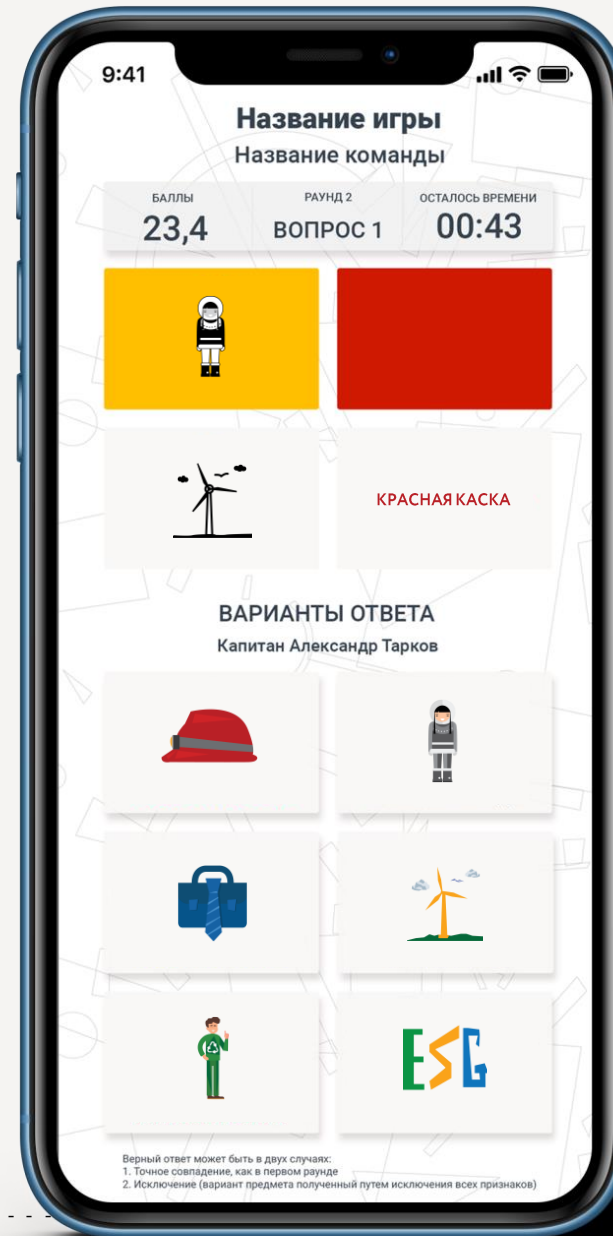 9:41
Название игры
Название команды
БАЛЛЫ
23,4
РАУНД 2
ВОПРОС 1
ОСТАЛОСЬ ВРЕМЕНИ
00:43
КРАСНАЯ КАСКА
ВАРИАНТЫ ОТВЕТА
Капитан Александр Тарков
ESG
Верный ответ может быть в двух случаях:
1. Точное совпадение, как в первом раунде
2. Исключение (вариант предмета полученный путем исключения всех признаков)